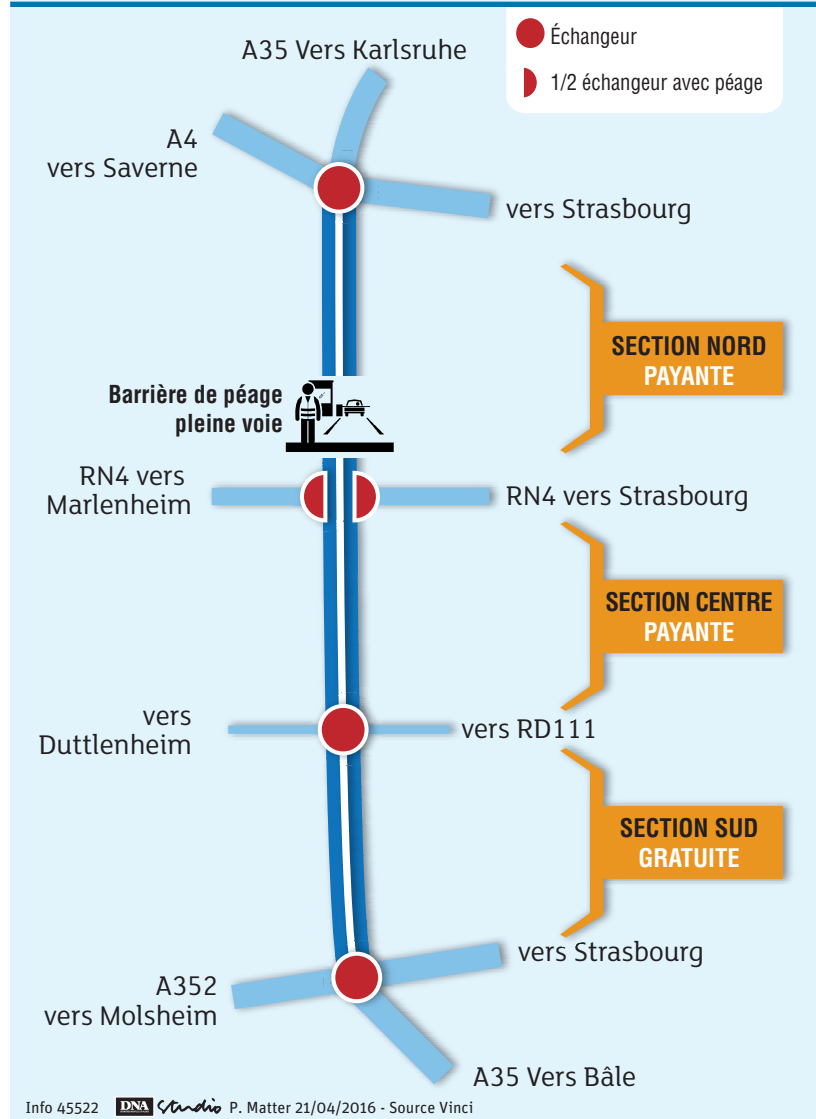 Échangeur
1/2 échangeur avec péage
A35 Vers Karlsruhe
A4
vers Saverne
vers Strasbourg
SECTION NORD
PAYANTE
Barrière de péage
pleine voie
RN4 vers
Marlenheim
RN4 vers Strasbourg
SECTION CENTRE
PAYANTE
vers
Duttlenheim
vers RD111
SECTION SUD
GRATUITE
vers Strasbourg
A352
vers Molsheim
A35 Vers Bâle
Info 45522 DNA Studio P. Matter 21/04/2016 - Source Vinci